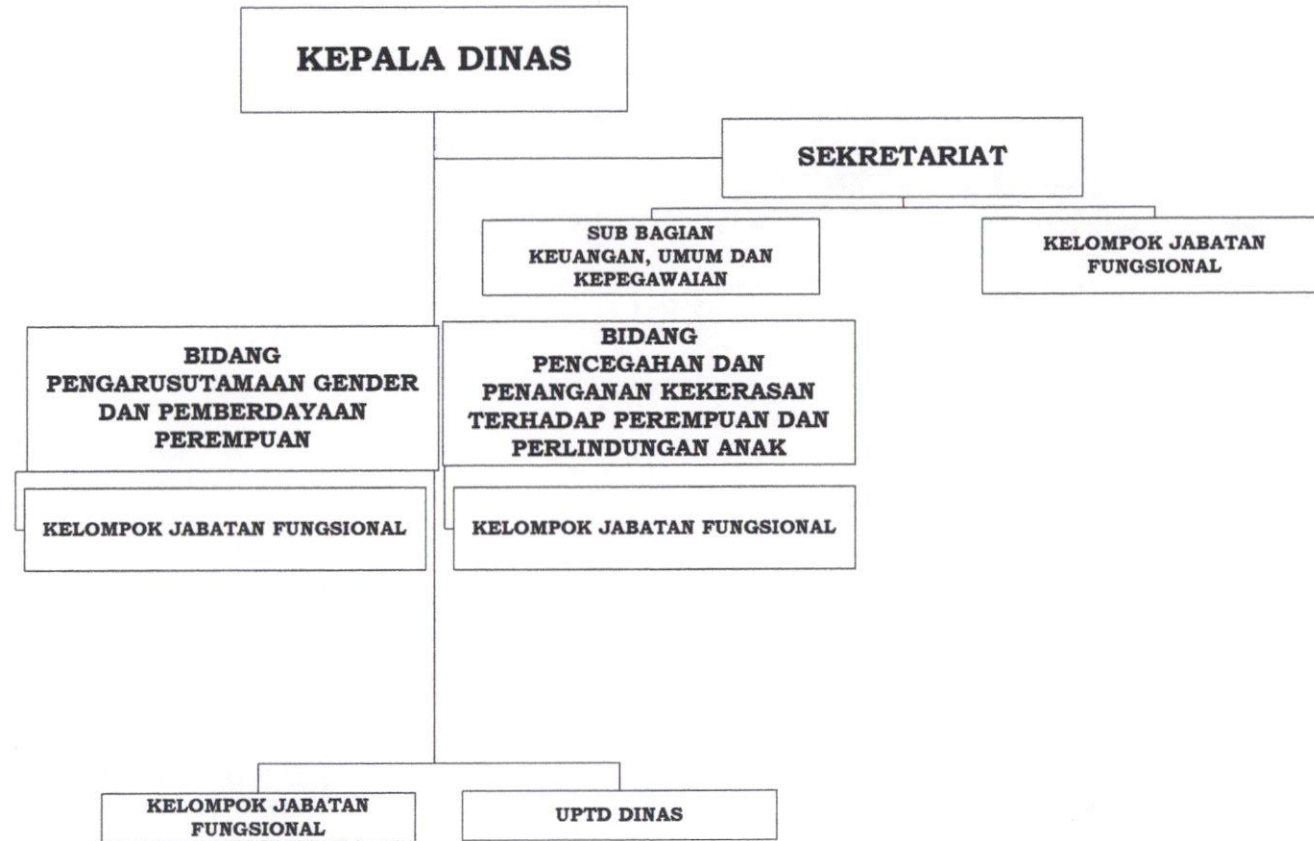 KEPALA DINAS
SEKRETARIAT
SUB BAGIAN
KEUANGAN, UMUM DAN
KEPEGAWAIAN
KELOMPOK JABATAN
FUNGSIONAL
BIDANG
PENGARUSUTAMAAN GENDER
DAN PEMBERDAYAAN
PEREMPUAN
BIDANG
PENCEGAHAN DAN
PENANGANAN KEKERASAN
TERHADAP PEREMPUAN DAN
PERLINDUNGAN ANAK
KELOMPOK JABATAN FUNGSIONAL
KELOMPOK JABATAN FUNGSIONAL
KELOMPOK JABATAN
FUNGSIONAL
UPTD DINAS